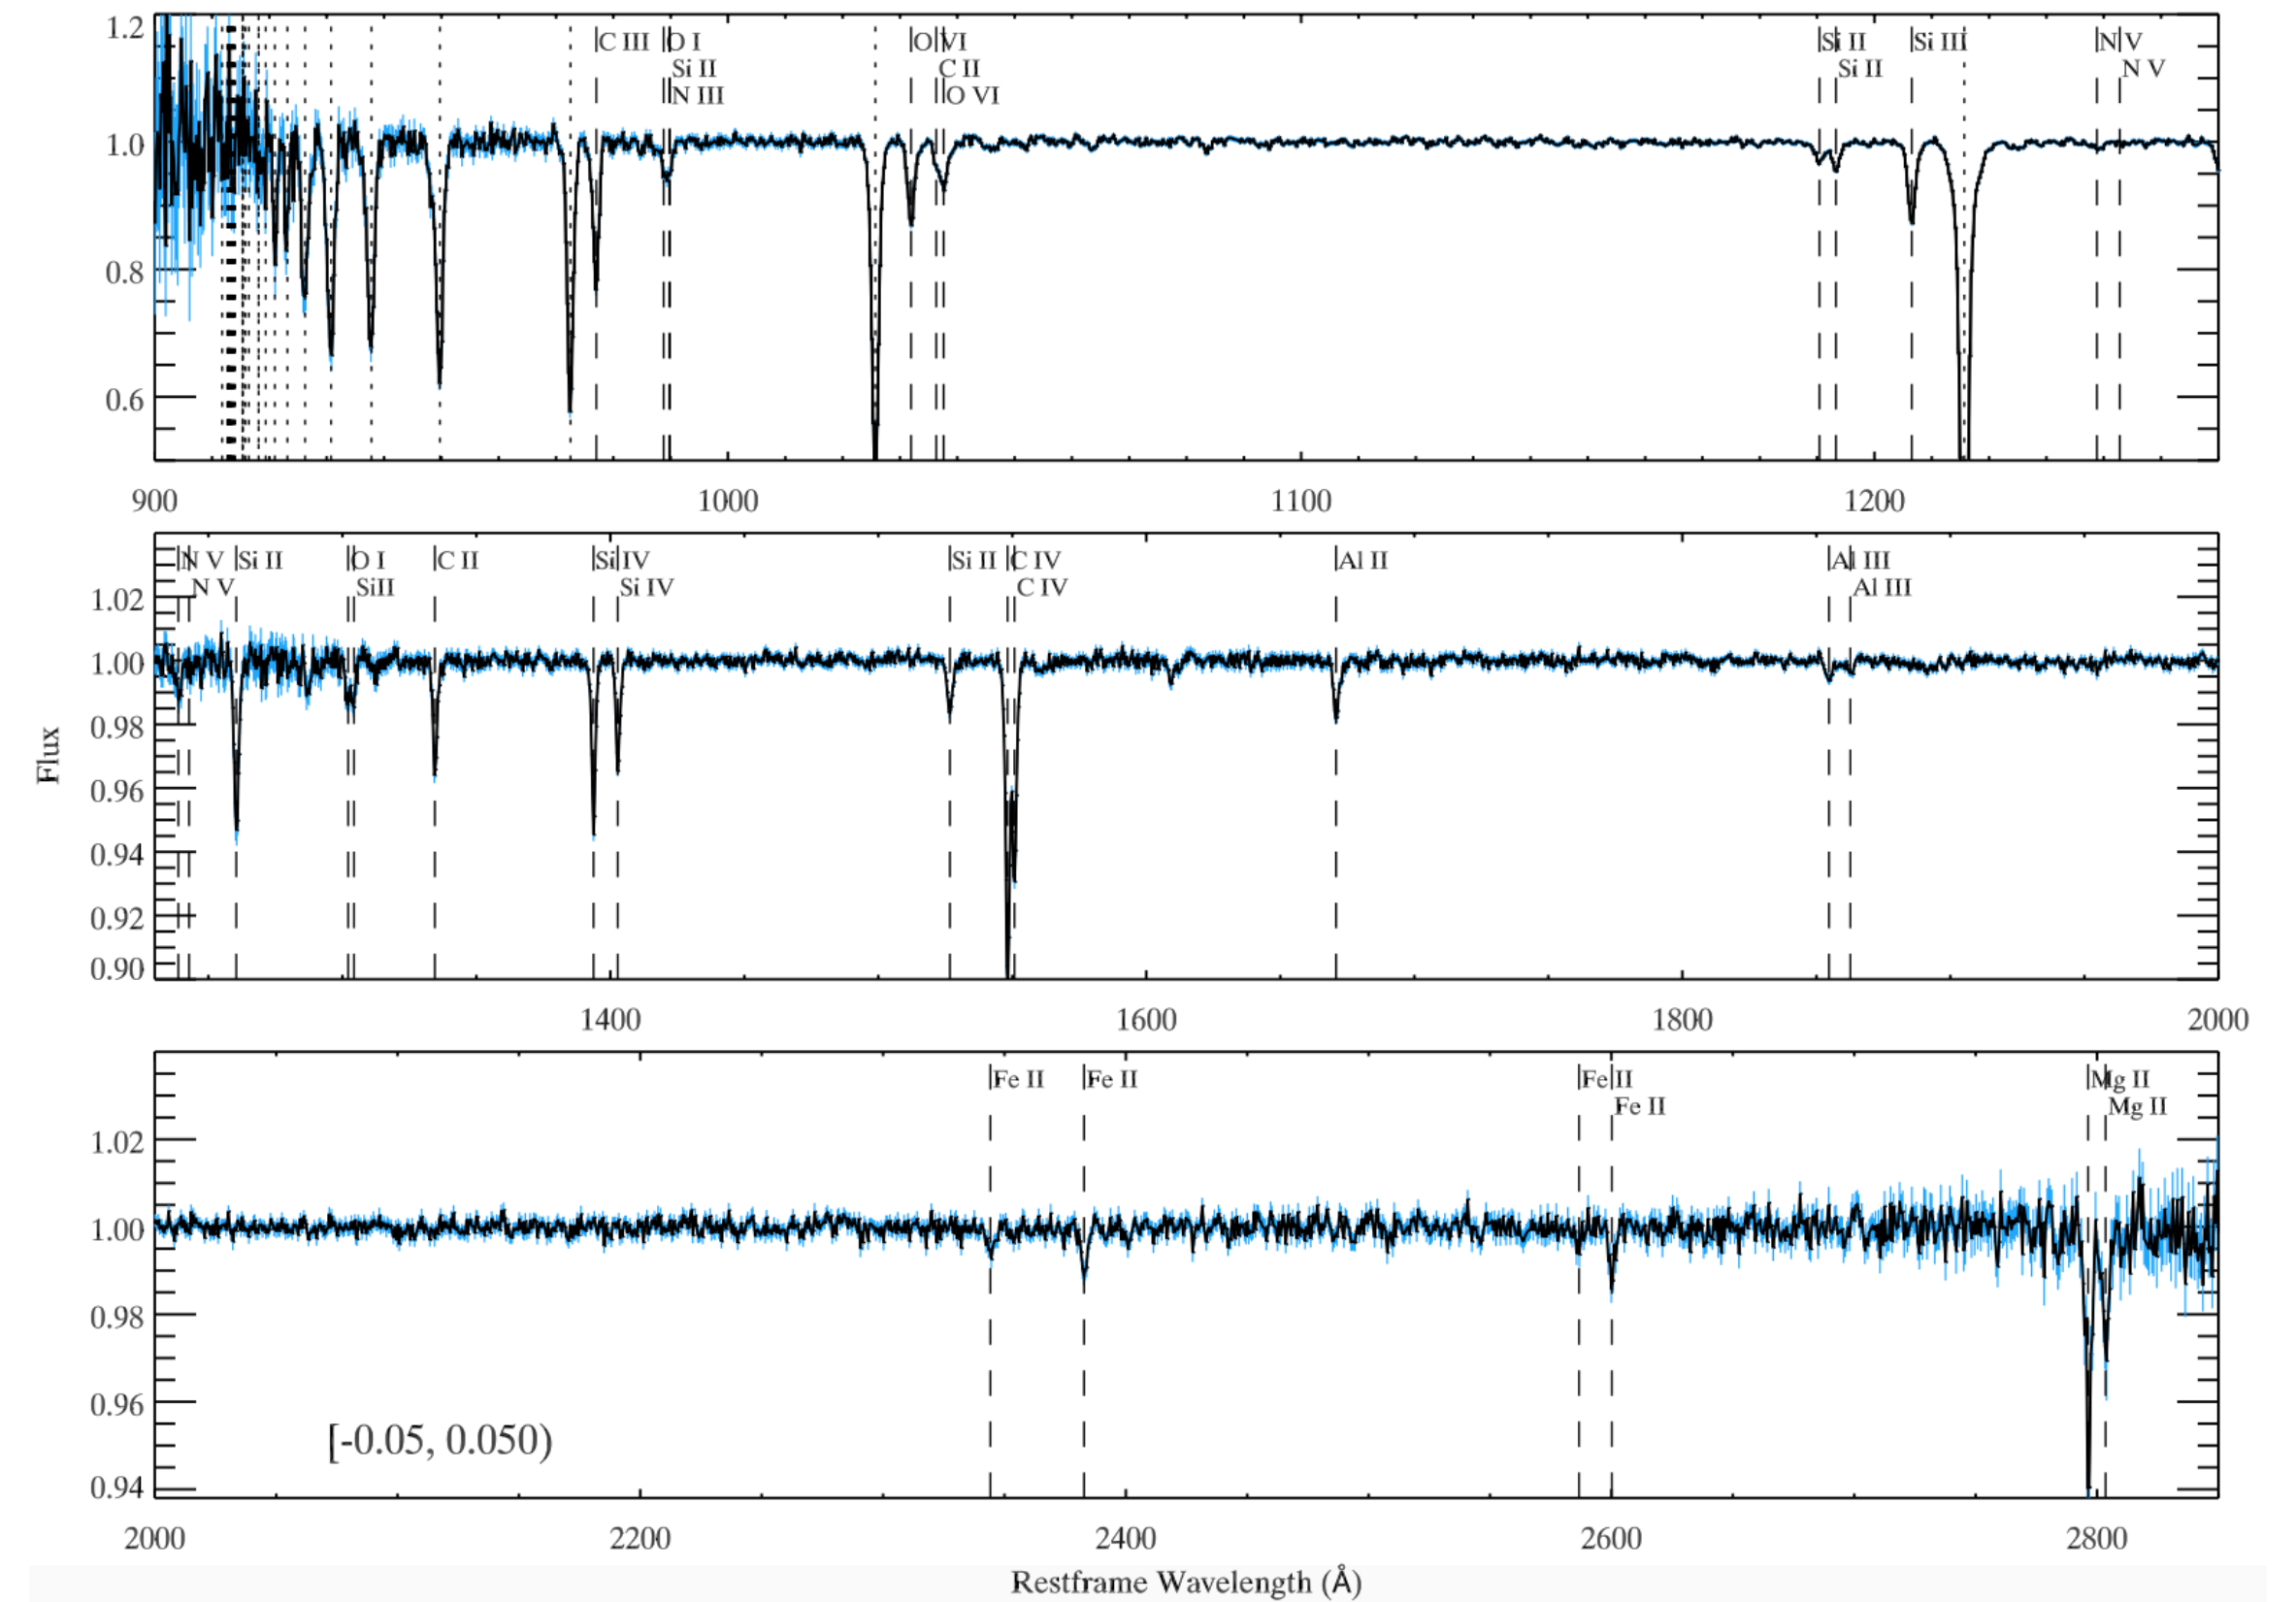 C III O I O VI Si II Si III N V
Si II C II Si II N V
N III O VI
1.2
1.0
0.8
0.6
900 1000 1100 1200
N V Si II O I C II Si IV Si II C IV Al II Al III
N V SiII Si IV C IV Al III
1.02
1.00
0.98
0.96
0.94
0.92
0.90
Flux
1400 1600 1800 2000
Fe II Fe II Fe II Mg II
Fe II Mg II
1.02
1.00
0.98
0.96
0.94
[-0.05, 0.050)
2000 2200 2400 2600 2800
Restframe Wavelength (Å)